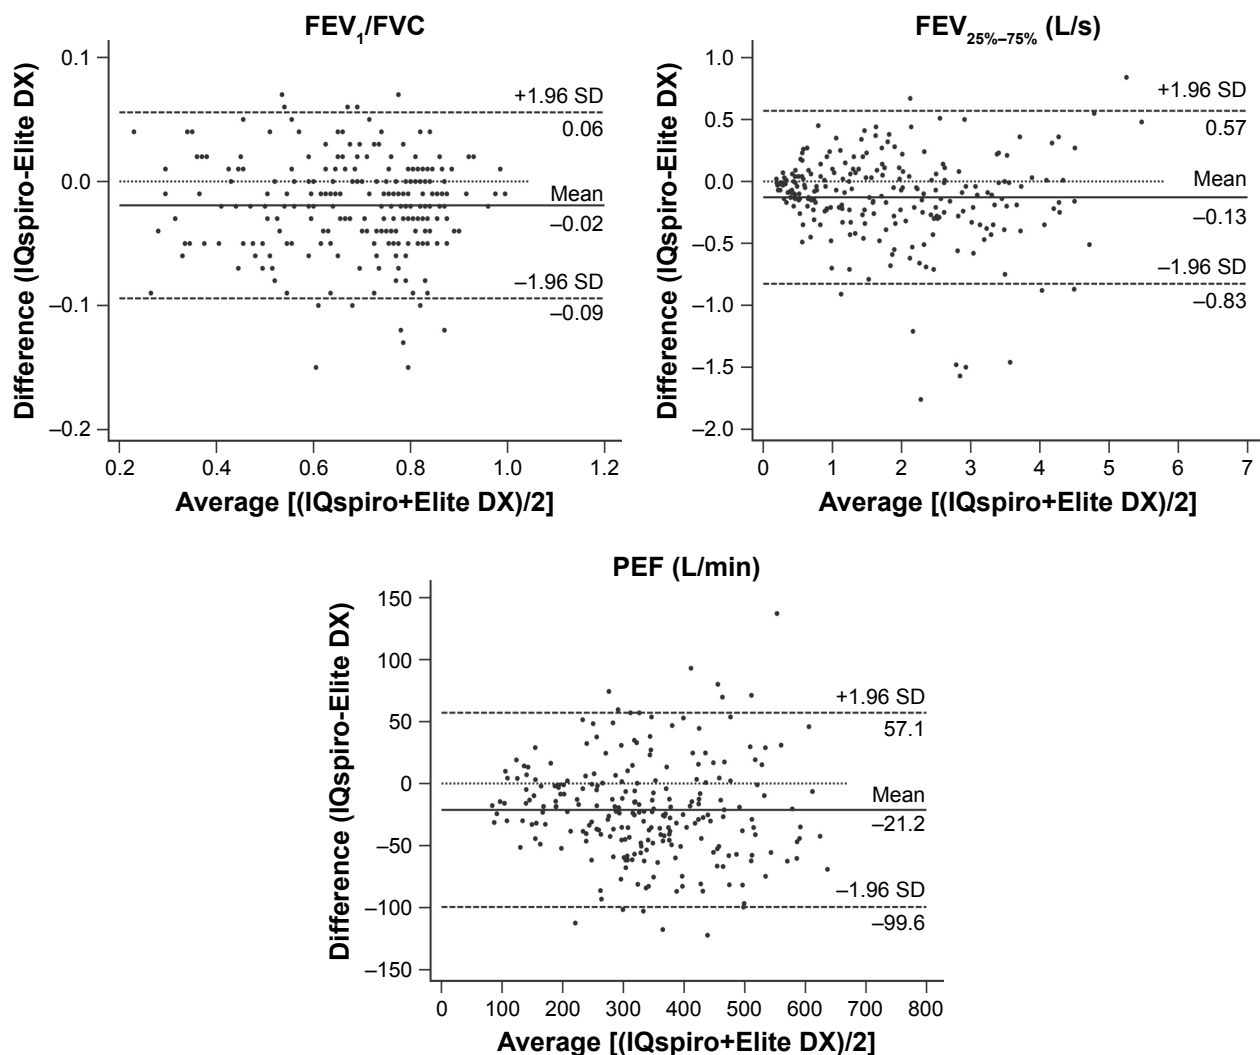 FEV1/FVC
Difference (IQspiro-Elite DX)
0.1
0.0
–0.1
–0.2
+1.96 SD
0.06
Mean
–0.02
–1.96 SD
–0.09
0.2 0.4 0.6 0.8 1.0 1.2
Average [(IQspiro+Elite DX)/2]
FEV25%–75% (L/s)
Difference (IQspiro-Elite DX)
1.0
0.5
0.0
–0.5
–1.0
–1.5
–2.0
+1.96 SD
0.57
Mean
–0.13
–1.96 SD
–0.83
0 1 2 3 4 5 6 7
Average [(IQspiro+Elite DX)/2]
PEF (L/min)
Difference (IQspiro-Elite DX)
150
100
50
0
–50
–100
–150
+1.96 SD
57.1
Mean
–21.2
–1.96 SD
–99.6
0 100 200 300 400 500 600 700 800
Average [(IQspiro+Elite DX)/2]